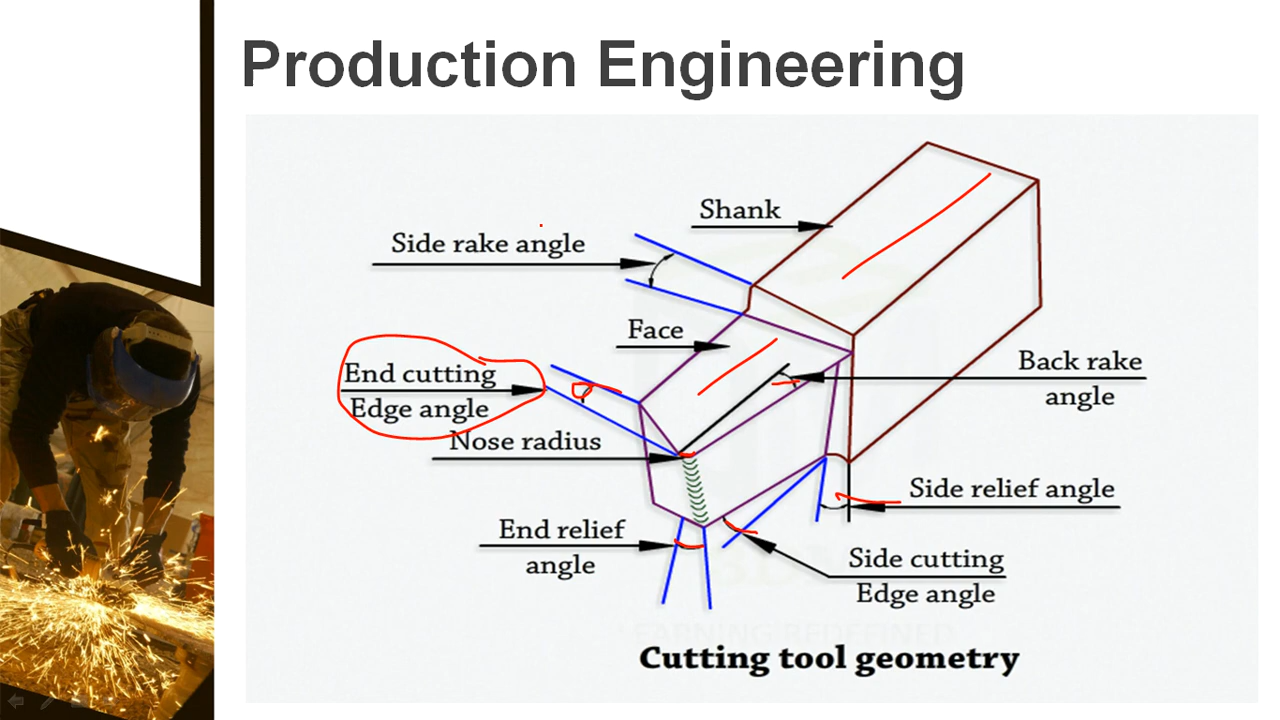 Production Engineering
Shank
Side rake angle
Face
Back rake
angle
End cutting
Edge angle
Nose radius
Side relief angle
End relief
angle
Side cutting
Edge angle
Cutting tool geometry